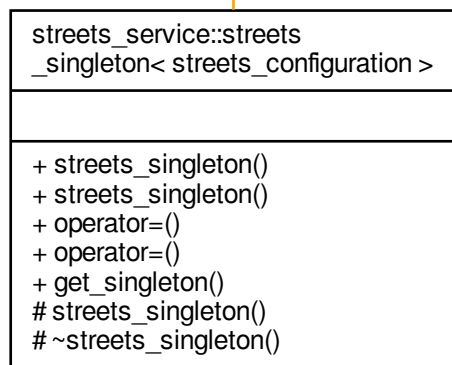 streets_service::streets
_singleton< streets_configuration >
+ streets_singleton()
+ streets_singleton()
+ operator=()
+ operator=()
+ get_singleton()
# streets_singleton()
# ~streets_singleton()